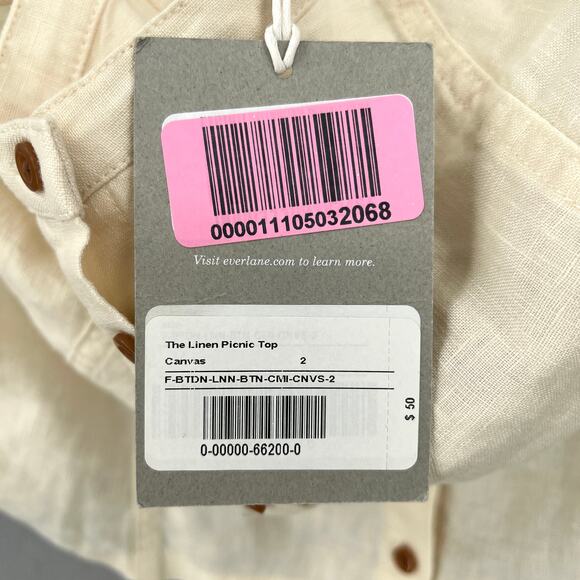 000011105032068
Visit everlane.com to learn more.
The Linen Picnic Top
Canvas 2
F-BTDN-LNN-BTN-CMI-CNVS-2
0-00000-66200-0
$ 50